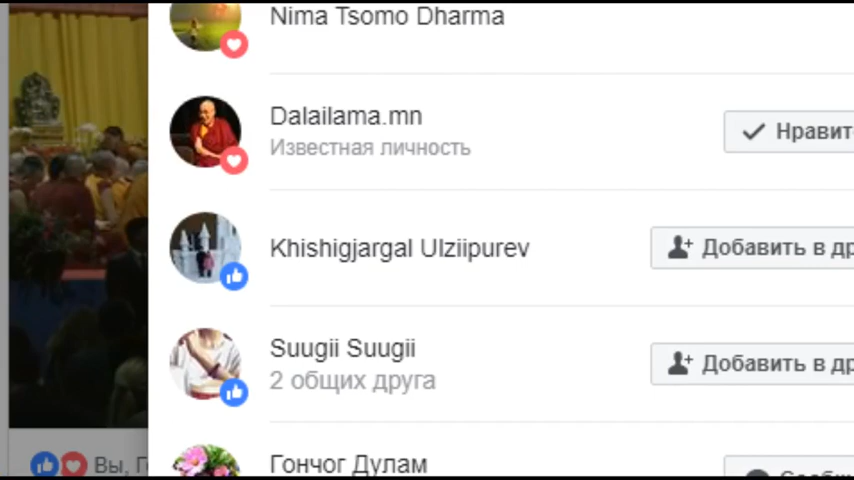 Nima Tsomo Dharma
Dalailama.mn
Известная личность
Нравит
Khishigjargal Ulziipurev
Добавить в др
Suugii Suugii
2 общих друга
Добавить в др
Гончог Дулам
Вы, Г